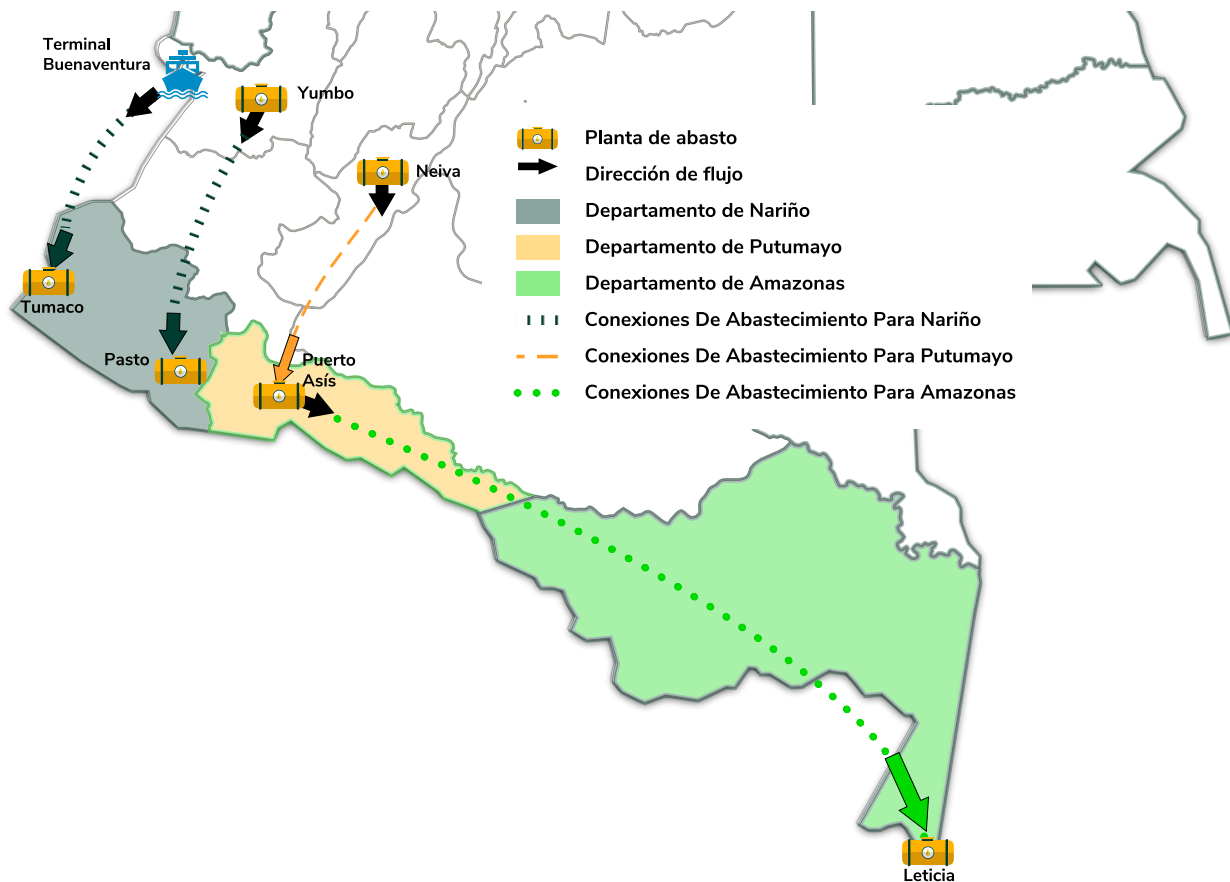 Terminal
Buenaventura
Yumbo
Neiva
Tumaco
Pasto
Puerto
Asís
Leticia
Planta de abasto
Dirección de flujo
Departamento de Nariño
Departamento de Putumayo
Departamento de Amazonas
Conexiones De Abastecimiento Para Nariño
Conexiones De Abastecimiento Para Putumayo
Conexiones De Abastecimiento Para Amazonas